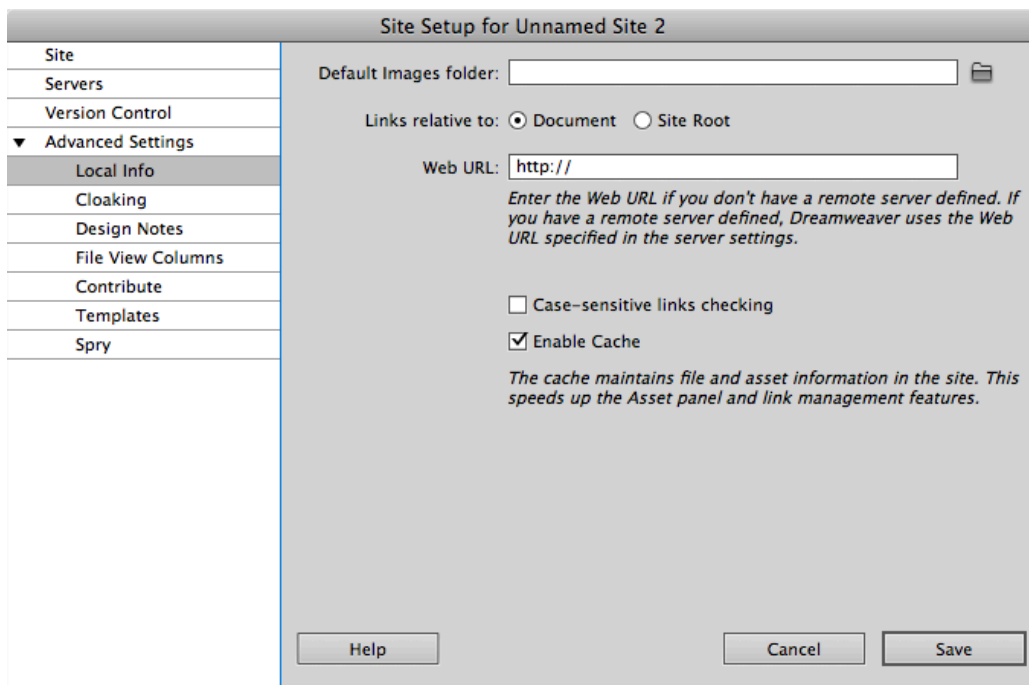 Site Setup for Unnamed Site 2
Site
Servers
Version Control
Advanced Settings
Local Info
Cloaking
Design Notes
File View Columns
Contribute
Templates
Spry
Default Images folder:
Links relative to: Document Site Root
Web URL: http://
Enter the Web URL if you don't have a remote server defined. If
you have a remote server defined, Dreamweaver uses the Web
URL specified in the server settings.
Case-sensitive links checking
Enable Cache
The cache maintains file and asset information in the site. This
speeds up the Asset panel and link management features.
Help Cancel Save